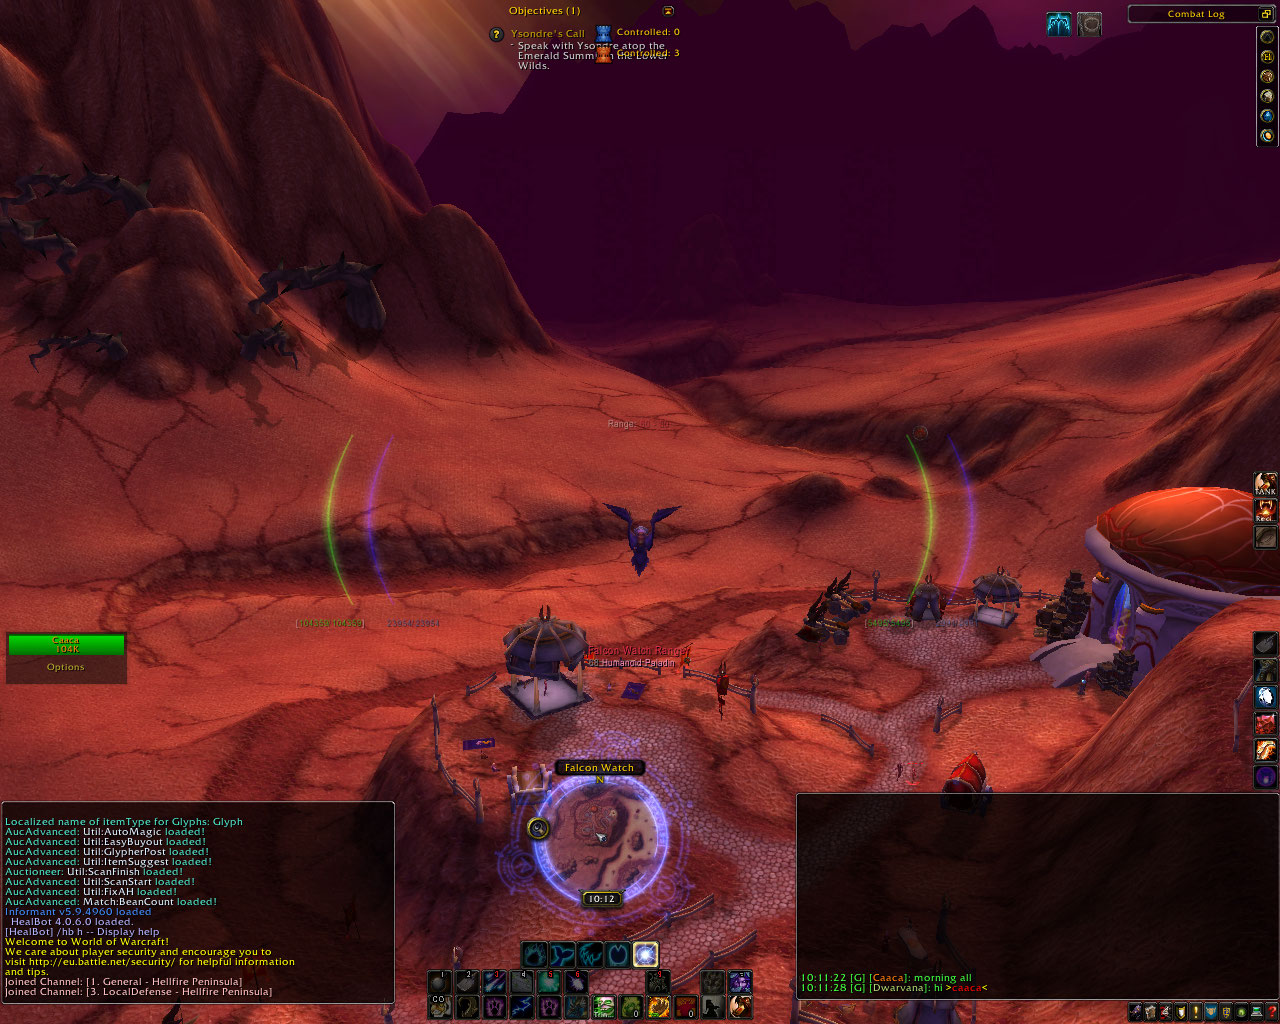 Objectives (1)
Combat Log
Ysondre's Call
Controlled: 0
- Speak with Ysondre atop the
Controlled: 3
Emerald Summit in the Lower
Wilds.
Range:
TANK
[104355/104355]
23954/23954
Caaca
104K
Options
Falcon Watch Ranger
68 Humanoid Paladin
Falcon Watch
N
10:12
Localized name of itemType for Glyphs: Glyph
AucAdvanced: Util:AutoMagic loaded!
AucAdvanced: Util:EasyBuyout loaded!
AucAdvanced: Util:GlypherPost loaded!
AucAdvanced: Util:ItemSuggest loaded!
Auctioneer: Util:ScanFinish loaded!
AucAdvanced: Util:ScanStart loaded!
AucAdvanced: Util:FixAH loaded!
AucAdvanced: Match:BeanCount loaded!
Informant v5.9.4960 loaded
HealBot 4.0.6.0 loaded.
[HealBot] /hb h -- Display help
Welcome to World of Warcraft!
We care about player security and encourage you to
visit http://eu.battle.net/security/ for helpful information
and tips.
Joined Channel: [1. General - Hellfire Peninsula]
Joined Channel: [3. LocalDefense - Hellfire Peninsula]
10:11:22 [G] [Caaca]: morning all
10:11:28 [G] [Dwarvana]: hi >caaca<